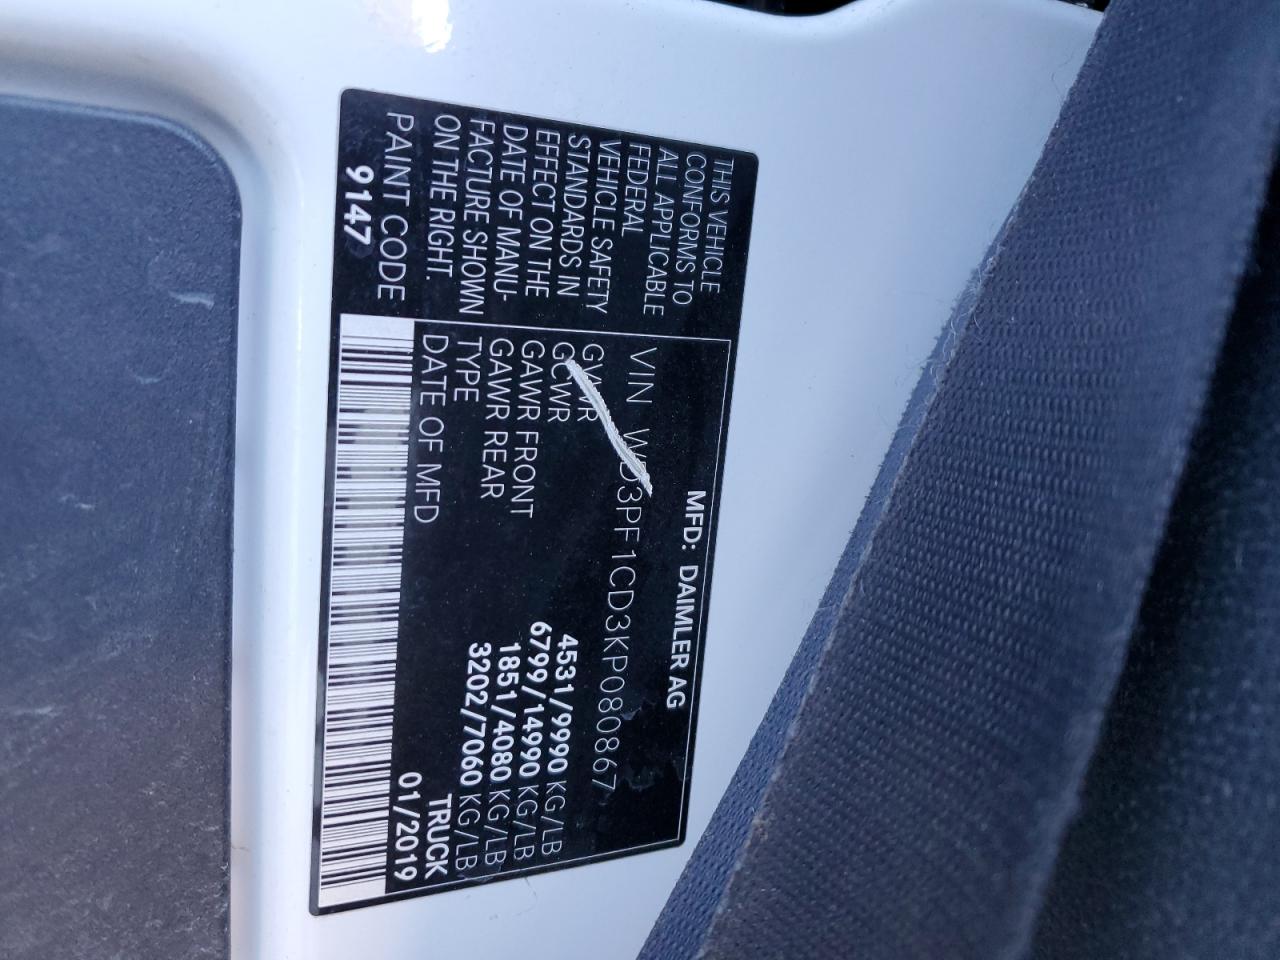 MFD: DAIMLER AG
THIS VEHICLE
CONFORMS TO
ALL APPLICABLE
FEDERAL
VEHICLE SAFETY
STANDARDS IN
EFFECT ON THE
DATE OF MANU-
FACTURE SHOWN
ON THE RIGHT.
PAINT CODE
9147
VIN WD3PF1CD3KP080867
GVWR 4531/9990 KG/LB
GCWR 6799/14990 KG/LB
GAWR FRONT 1851/4080 KG/LB
GAWR REAR 3202/7060 KG/LB
TYPE TRUCK
DATE OF MFD 01/2019